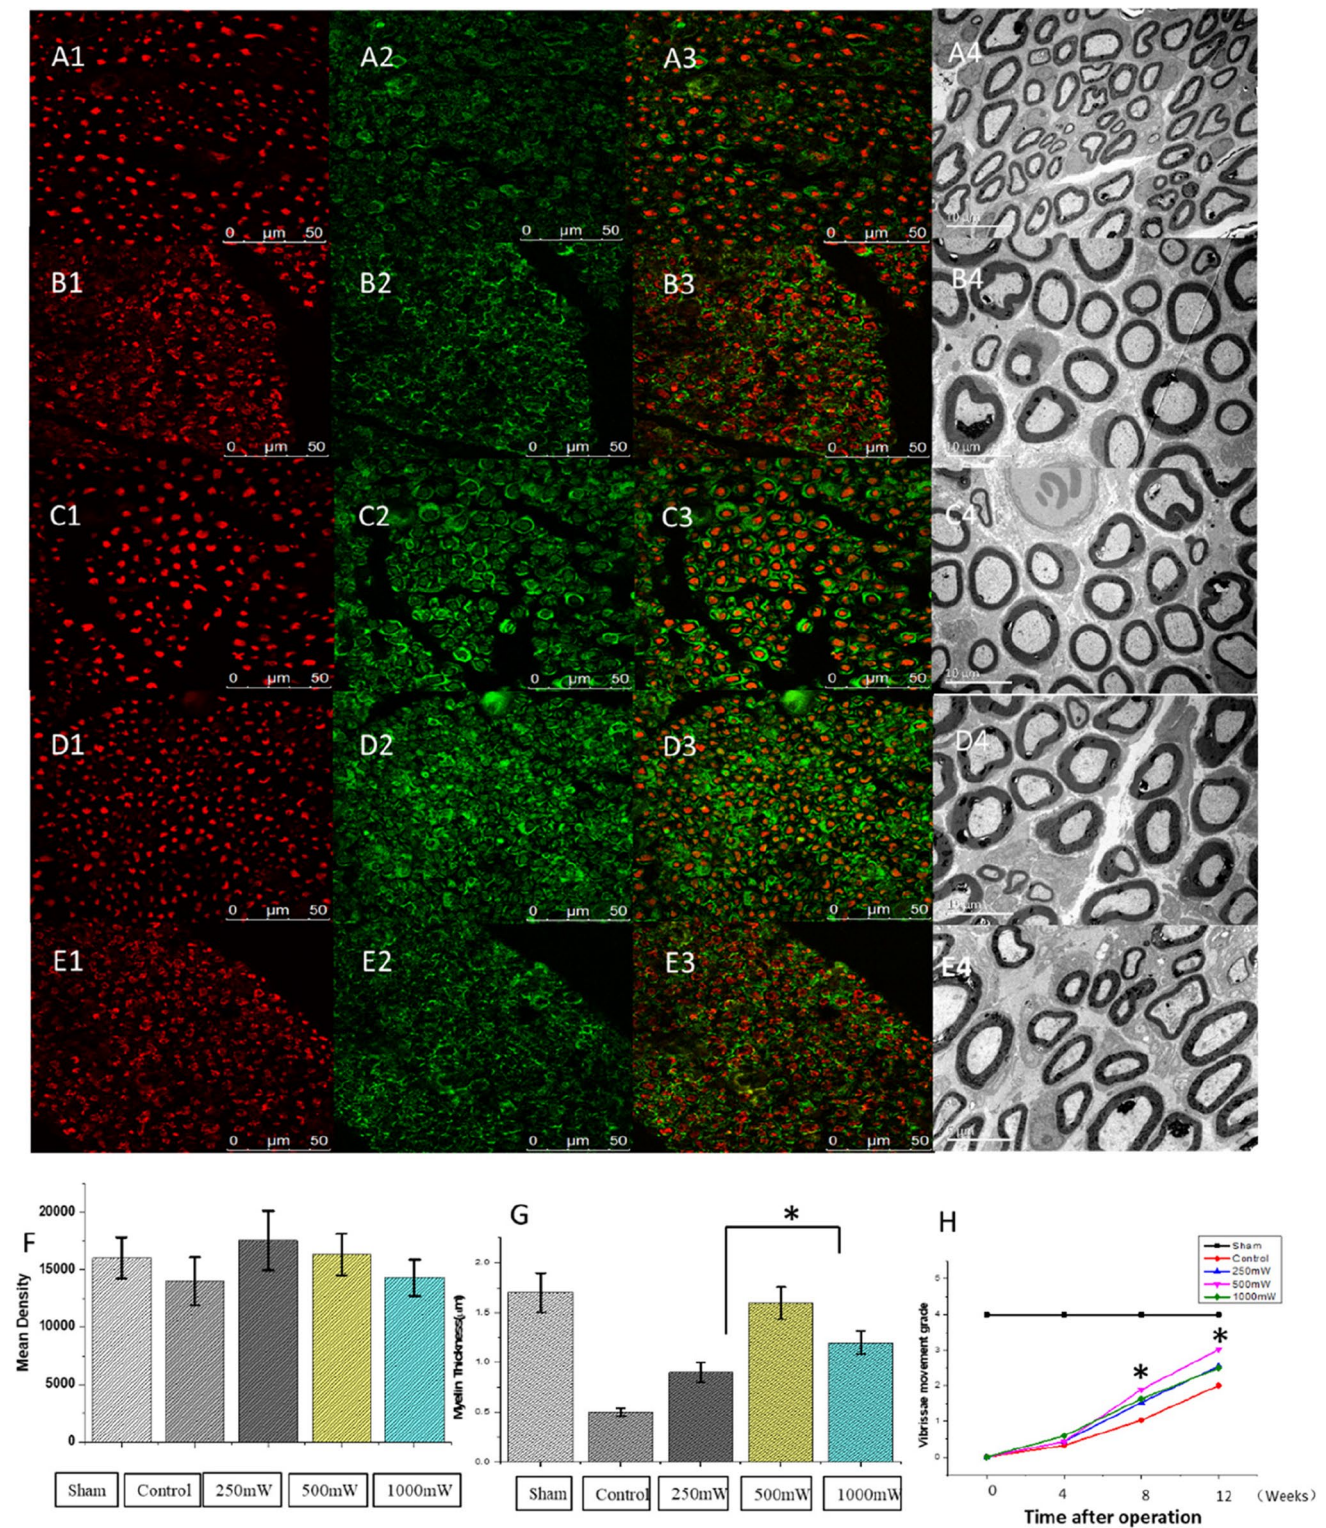 A1 A2 A3 A4
0 µm 50 0 µm 50 0 µm 50 10 µm
B1 B2 B3 B4
0 µm 50 0 µm 50 0 µm 50 10 µm
C1 C2 C3 C4
0 µm 50 0 µm 50 0 µm 50 10 µm
D1 D2 D3 D4
0 µm 50 0 µm 50 0 µm 50 10 µm
E1 E2 E3 E4
0 µm 50 0 µm 50 0 µm 50
F
Mean Density
20000
15000
10000
5000
0
Sham Control 250mW 500mW 1000mW
G
*
Myelin Thickness(µm)
2.0
1.5
1.0
0.5
0.0
Sham Control 250mW 500mW 1000mW
H
Sham
Control
250mW
500mW
1000mW
Vibrissae movement grade
5
4
3
2
1
0
* *
0 4 8 12 (Weeks)
Time after operation